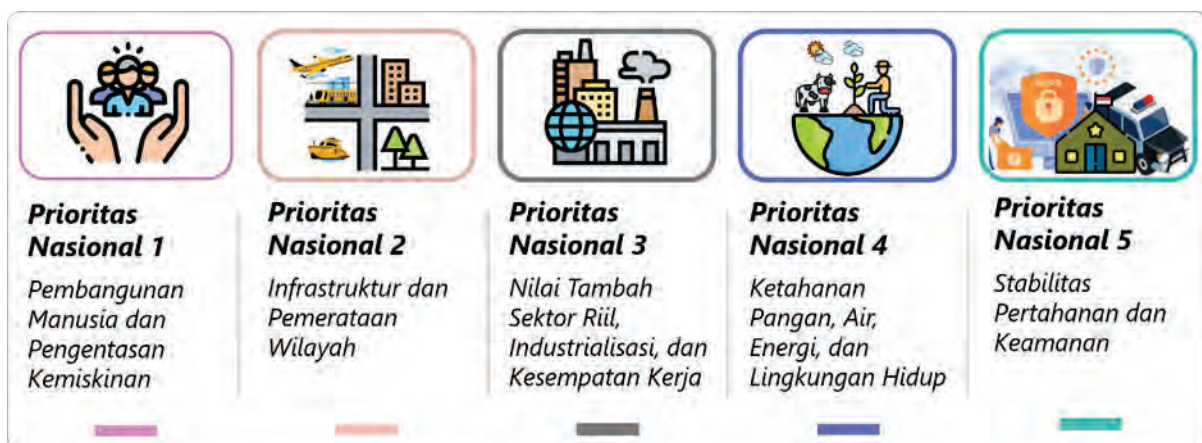 Prioritas
Nasional 1
Pembangunan
Manusia dan
Pengentasan
Kemiskinan
Prioritas
Nasional 2
Infrastruktur dan
Pemerataan
Wilayah
Prioritas
Nasional 3
Nilai Tambah
Sektor Riil,
Industrialisasi, dan
Kesempatan Kerja
Prioritas
Nasional 4
Ketahanan
Pangan, Air,
Energi, dan
Lingkungan Hidup
Prioritas
Nasional 5
Stabilitas
Pertahanan dan
Keamanan